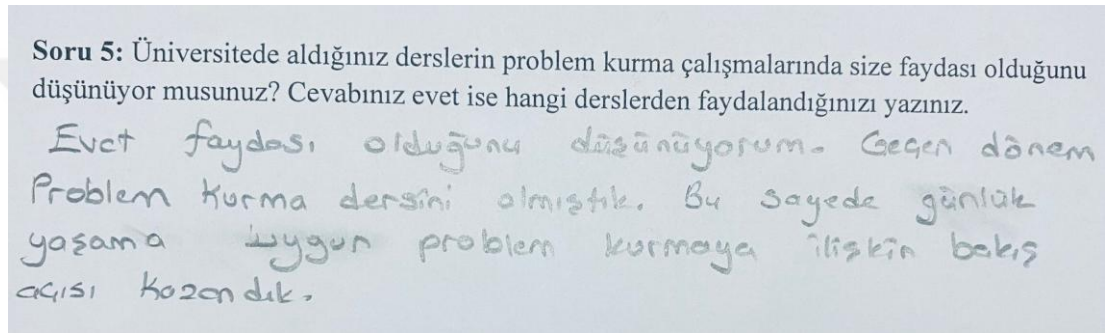 Soru 5: Üniversitede aldığınız derslerin problem kurma çalışmalarında size faydası olduğunu
düşünüyor musunuz? Cevabınız evet ise hangi derslerden faydalandığınızı yazınız.
Evet faydası olduğunu düşünüyorum. Geçen dönem
Problem Kurma dersini almıştık. Bu sayede günlük
yaşama uygun problem kurmaya ilişkin bakış
açısı kazandık.